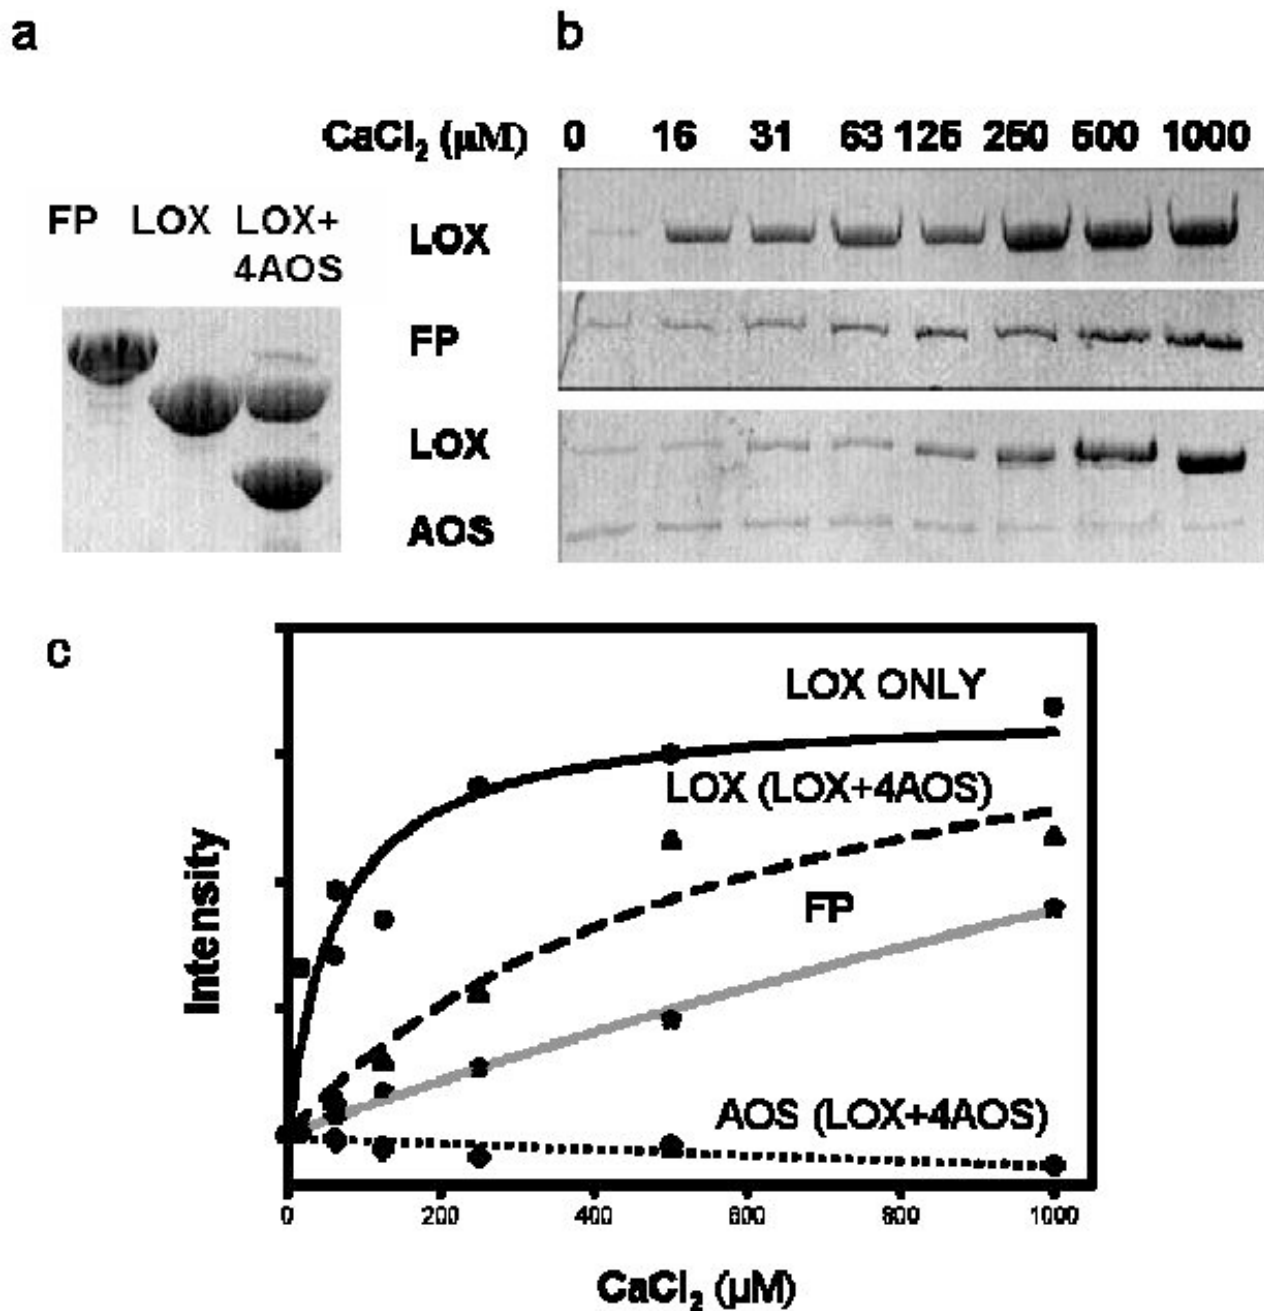 a
b
CaCl₂ (μM) 0 16 31 63 125 250 500 1000
FP LOX LOX+
4AOS
LOX
FP
LOX
AOS
c
LOX ONLY
LOX (LOX+4AOS)
FP
AOS (LOX+4AOS)
Intensity
0 200 400 600 800 1000
CaCl₂ (μM)